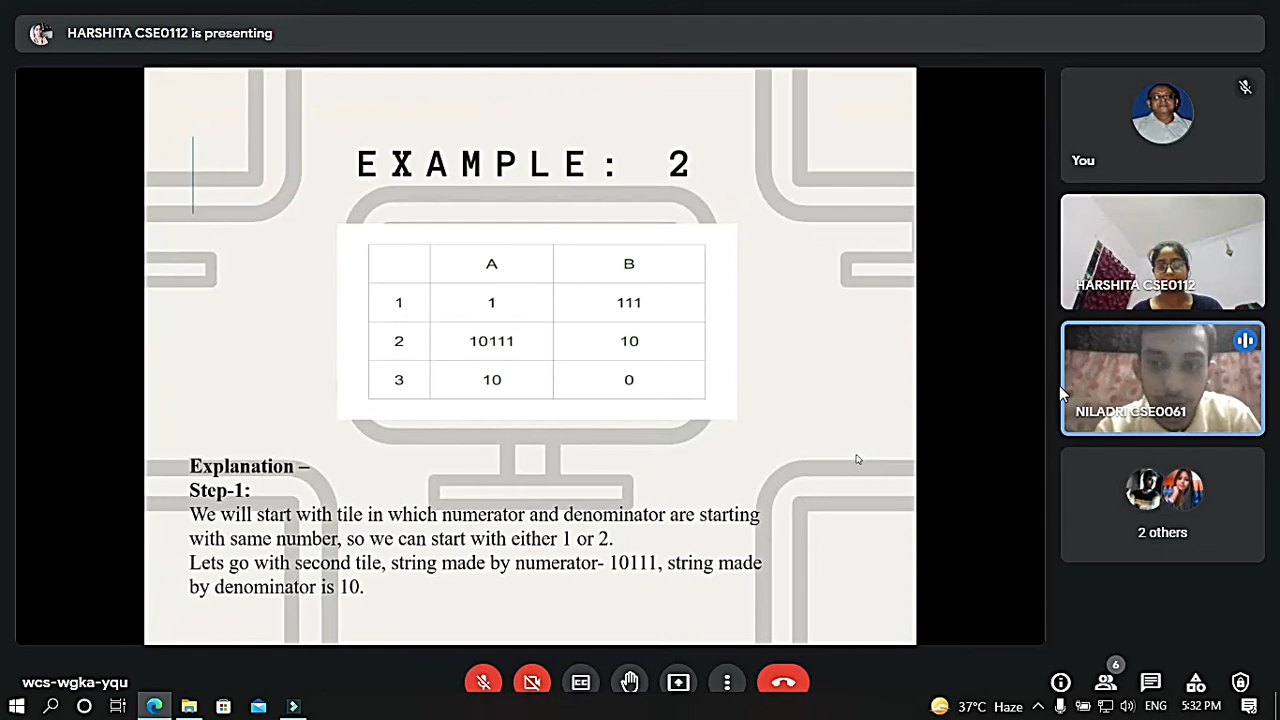 HARSHITA CSE0112 is presenting
EXAMPLE: 2
A B
1 1 111
2 10111 10
3 10 0
Explanation –
Step-1:
We will start with tile in which numerator and denominator are starting
with same number, so we can start with either 1 or 2.
Lets go with second tile, string made by numerator- 10111, string made
by denominator is 10.
You
HARSHITA CSE0112
NILADRI CSE0061
2 others
wcs-wgka-yqu
6
37°C Haze
ENG
5:32 PM